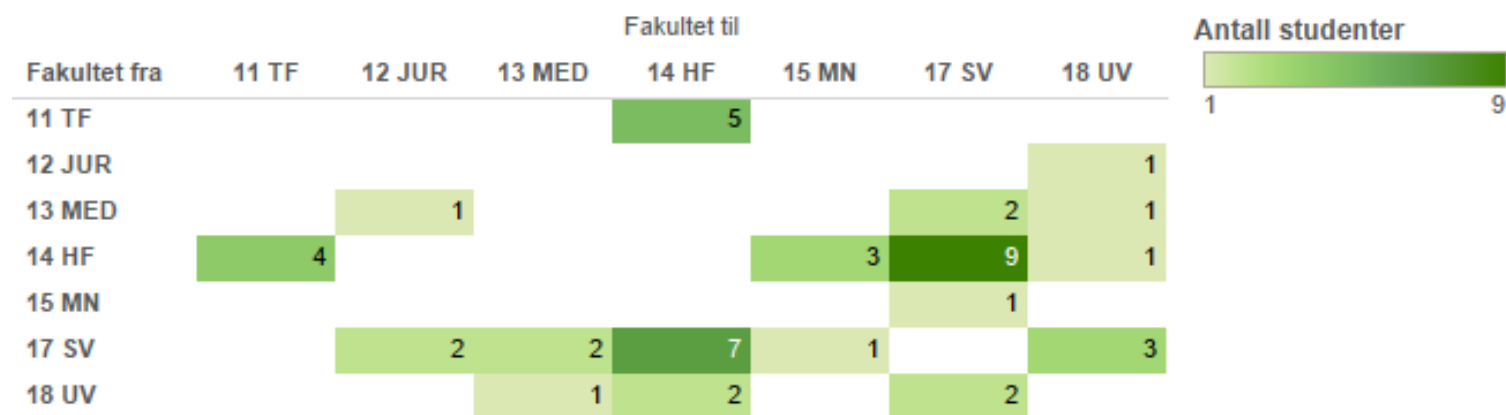 Fakultet til
Antall studenter
Fakultet fra 11 TF 12 JUR 13 MED 14 HF 15 MN 17 SV 18 UV
1 9
11 TF 5
12 JUR 1
13 MED 1 2 1
14 HF 4 3 9 1
15 MN 1
17 SV 2 2 7 1 3
18 UV 1 2 2